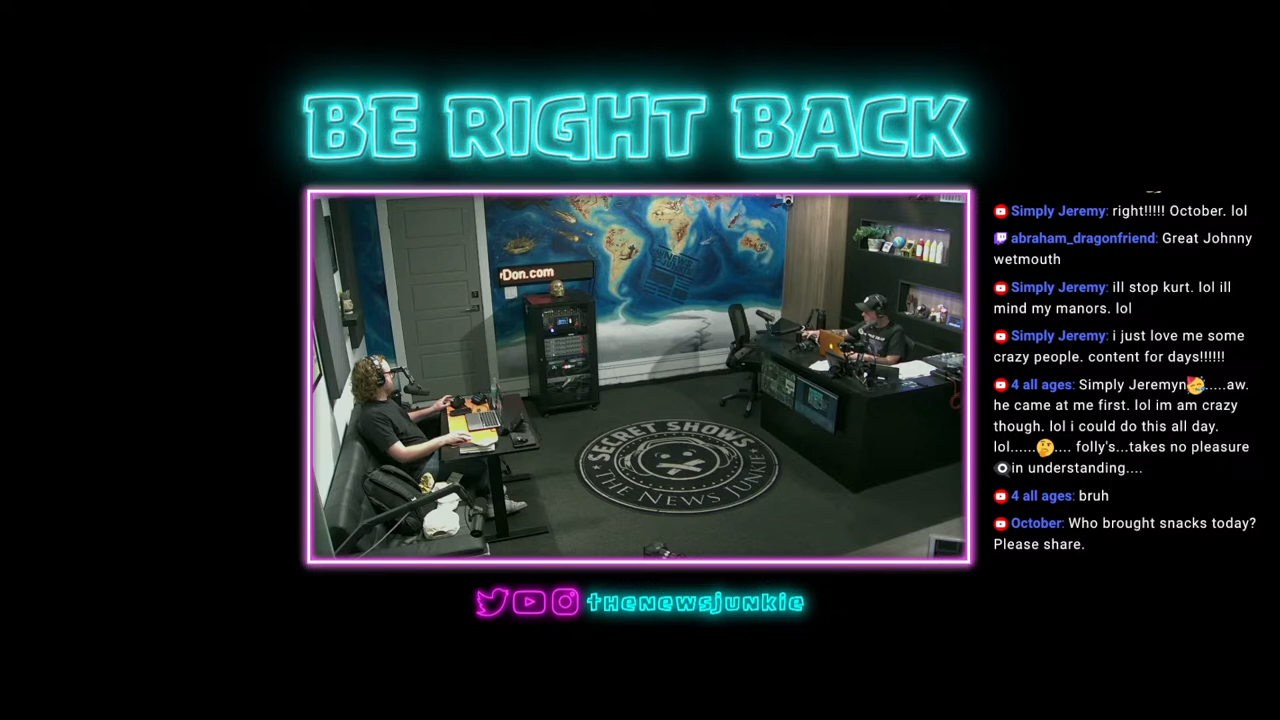 BE RIGHT BACK
rDon.com
SECRET SHOWS
THE NEWS JUNKIE
thenewsjunkie
Simply Jeremy: right!!!!! October. lol
abraham_dragonfriend: Great Johnny
wetmouth
Simply Jeremy: ill stop kurt. lol ill
mind my manors. lol
Simply Jeremy: i just love me some
crazy people. content for days!!!!!!
4 all ages: Simply Jeremyn🥳.....aw.
he came at me first. lol im am crazy
though. lol i could do this all day.
lol......🤔.... folly's...takes no pleasure
in understanding....
4 all ages: bruh
October: Who brought snacks today?
Please share.